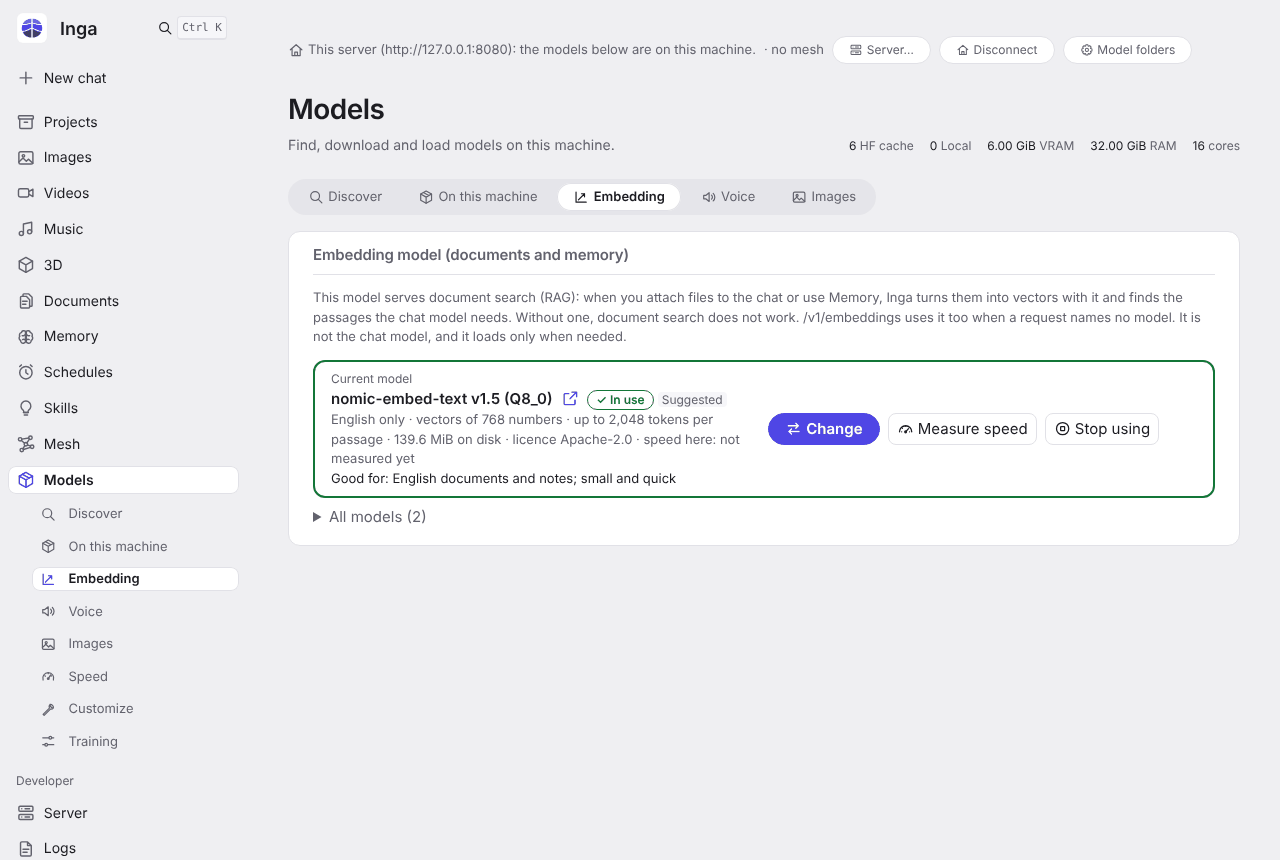 Inga
Ctrl K
New chat
Projects
Images
Videos
Music
3D
Documents
Memory
Schedules
Skills
Mesh
Models
Discover
On this machine
Embedding
Voice
Images
Speed
Customize
Training
Developer
Server
Logs
This server (http://127.0.0.1:8080): the models below are on this machine. · no mesh
Server...
Disconnect
Model folders
Models
Find, download and load models on this machine.
6 HF cache 0 Local 6.00 GiB VRAM 32.00 GiB RAM 16 cores
Discover
On this machine
Embedding
Voice
Images
Embedding model (documents and memory)
This model serves document search (RAG): when you attach files to the chat or use Memory, Inga turns them into vectors with it and finds the
passages the chat model needs. Without one, document search does not work. /v1/embeddings uses it too when a request names no model. It is
not the chat model, and it loads only when needed.
Current model
nomic-embed-text v1.5 (Q8_0) In use Suggested
English only · vectors of 768 numbers · up to 2,048 tokens per
passage · 139.6 MiB on disk · licence Apache-2.0 · speed here: not
measured yet
Good for: English documents and notes; small and quick
Change
Measure speed
Stop using
All models (2)